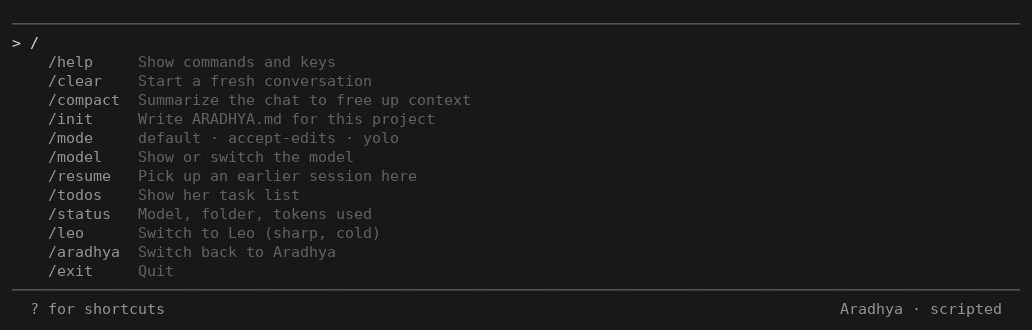 > /
/help Show commands and keys
/clear Start a fresh conversation
/compact Summarize the chat to free up context
/init Write ARADHYA.md for this project
/mode default · accept-edits · yolo
/model Show or switch the model
/resume Pick up an earlier session here
/todos Show her task list
/status Model, folder, tokens used
/leo Switch to Leo (sharp, cold)
/aradhya Switch back to Aradhya
/exit Quit
? for shortcuts Aradhya · scripted